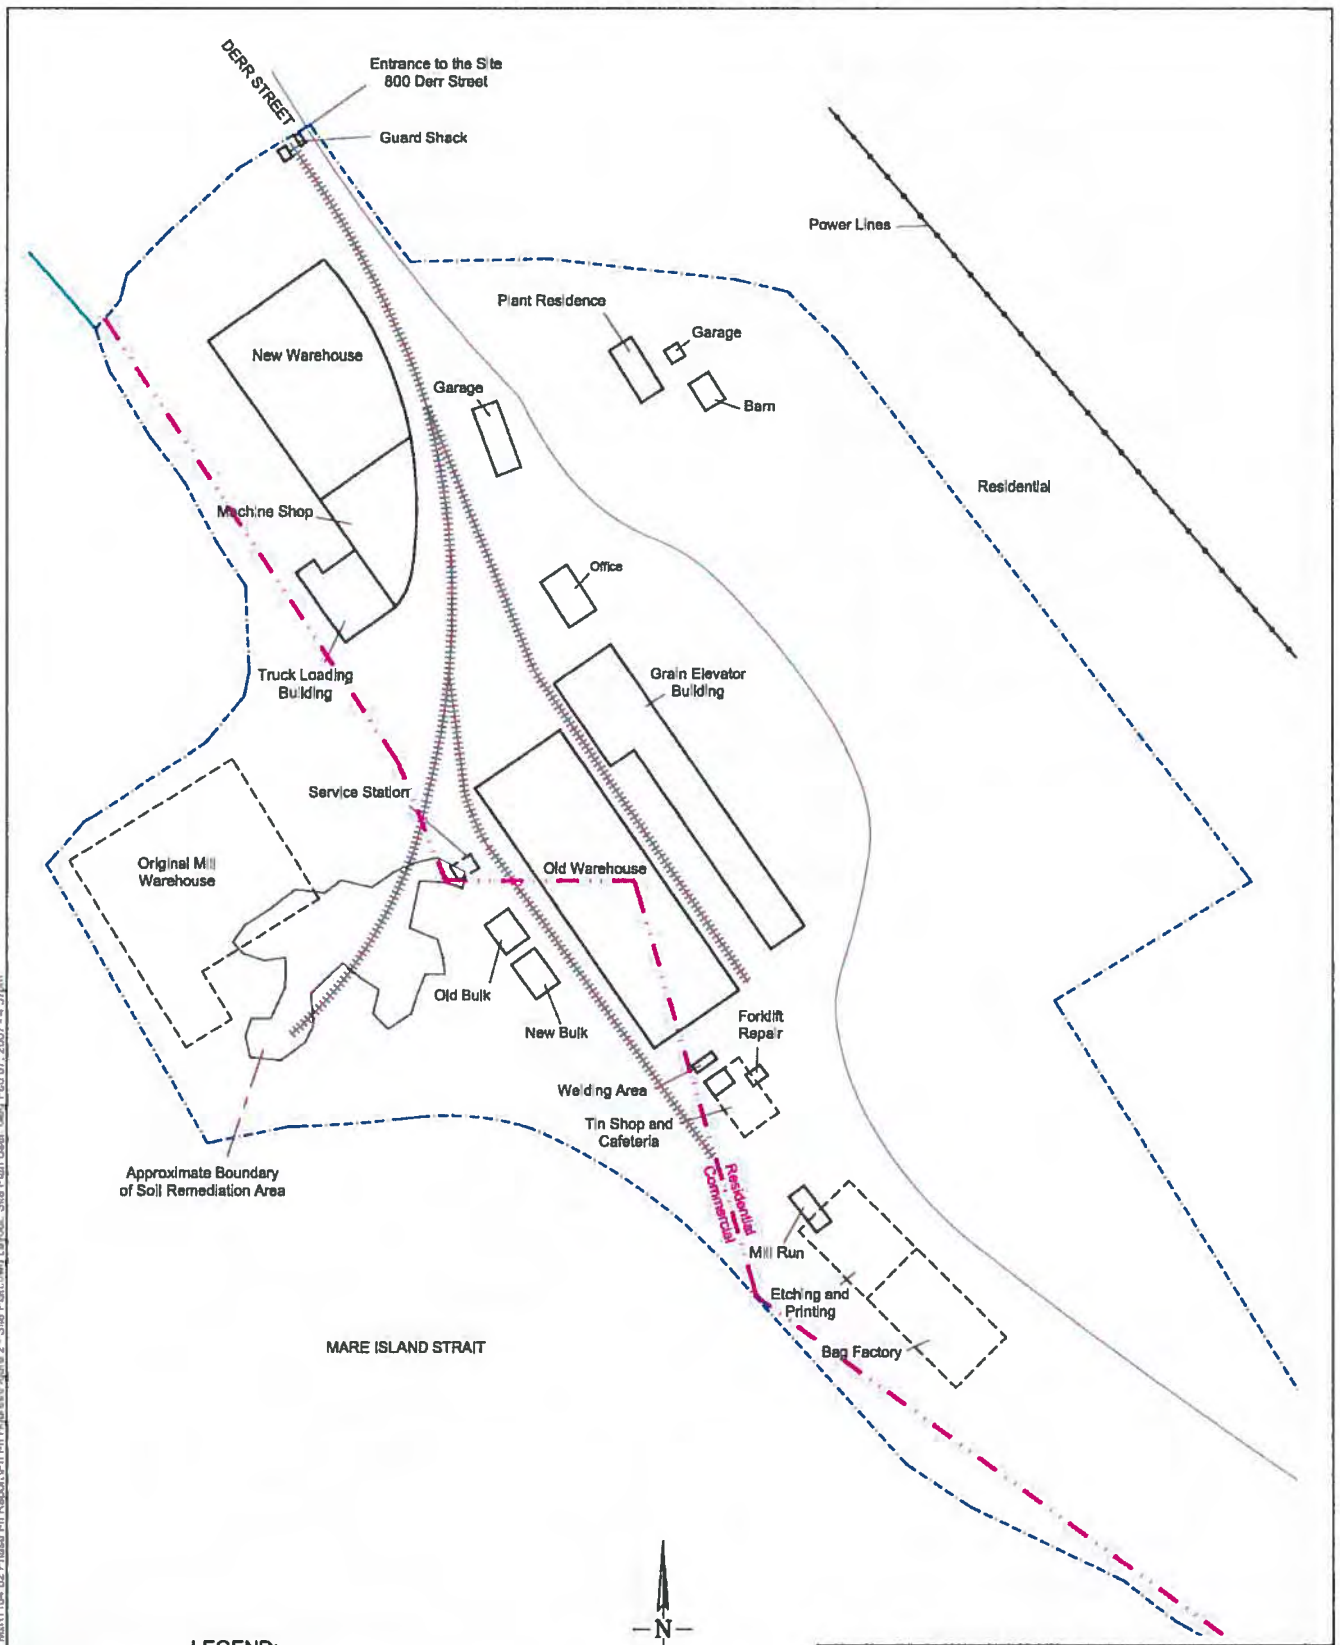 DERR STREET
Entrance to the Site
800 Derr Street
Guard Shack
Power Lines
Plant Residence
Garage
New Warehouse
Garage
Barn
Residential
Machine Shop
Office
Truck Loading
Building
Grain Elevator
Building
Service Station
Original Mill
Warehouse
Old Warehouse
Old Bulk
New Bulk
Forklift
Repair
Welding Area
Tin Shop and
Cafeteria
Approximate Boundary
of Soil Remediation Area
Residential
Commercial
Mill Run
Etching and
Printing
Bag Factory
MARE ISLAND STRAIT
N
LEGEND: